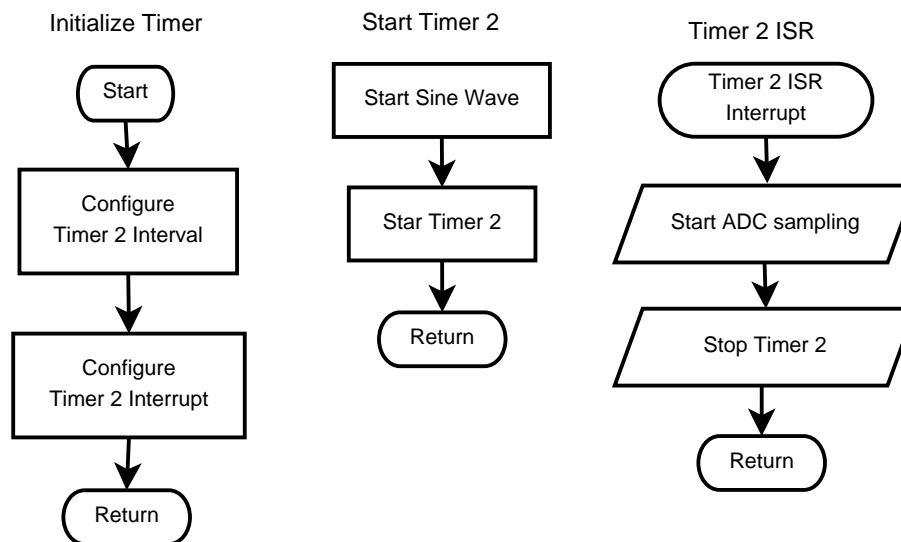 Initialize Timer
Start
Configure
Timer 2 Interval
Configure
Timer 2 Interrupt
Return
Start Timer 2
Start Sine Wave
Star Timer 2
Return
Timer 2 ISR
Timer 2 ISR
Interrupt
Start ADC sampling
Stop Timer 2
Return